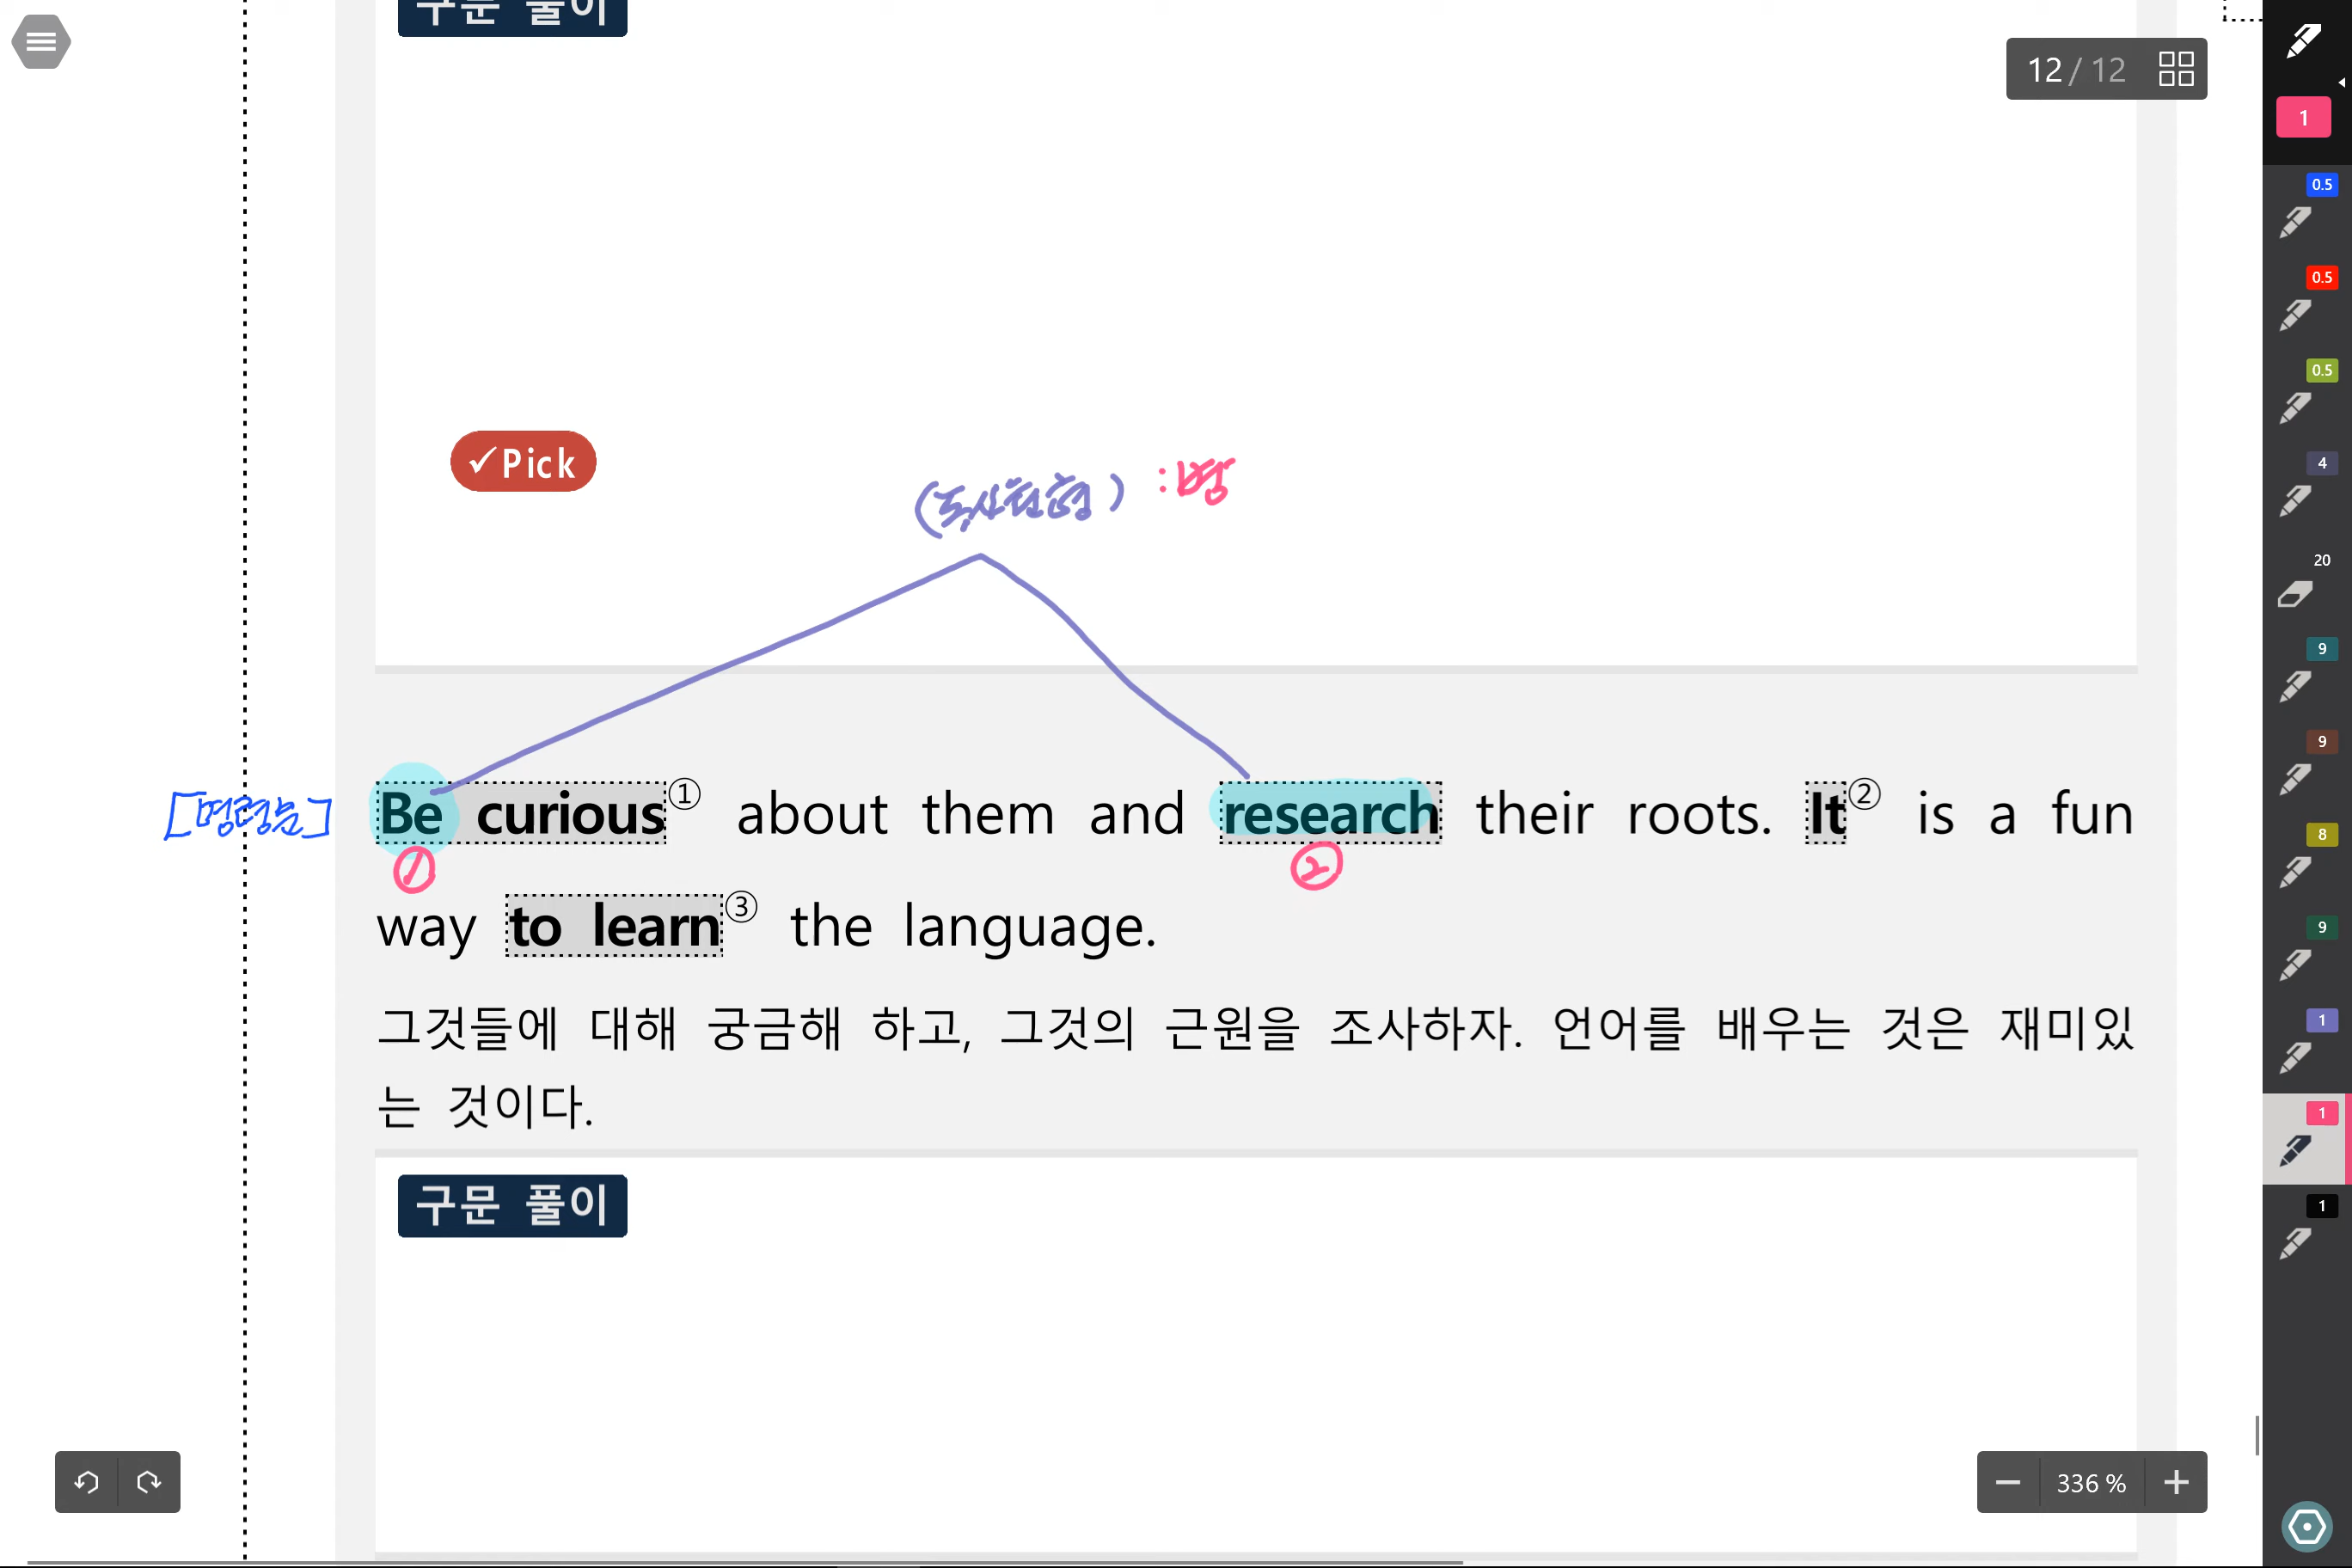 구문 풀이
12 / 12
1
0.5
0.5
0.5
4
✓Pick
(동사원형) : 병렬
20
9
9
[명령문] Be curious① about them and research their roots. It② is a fun
① ②
way to learn③ the language.
8
9
그것들에 대해 궁금해 하고, 그것의 근원을 조사하자. 언어를 배우는 것은 재미있
는 것이다.
1
1
구문 풀이
1
336 %